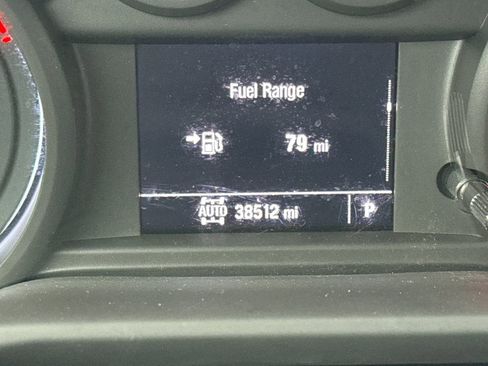 Fuel Range
79 mi
AUTO 38512 mi P